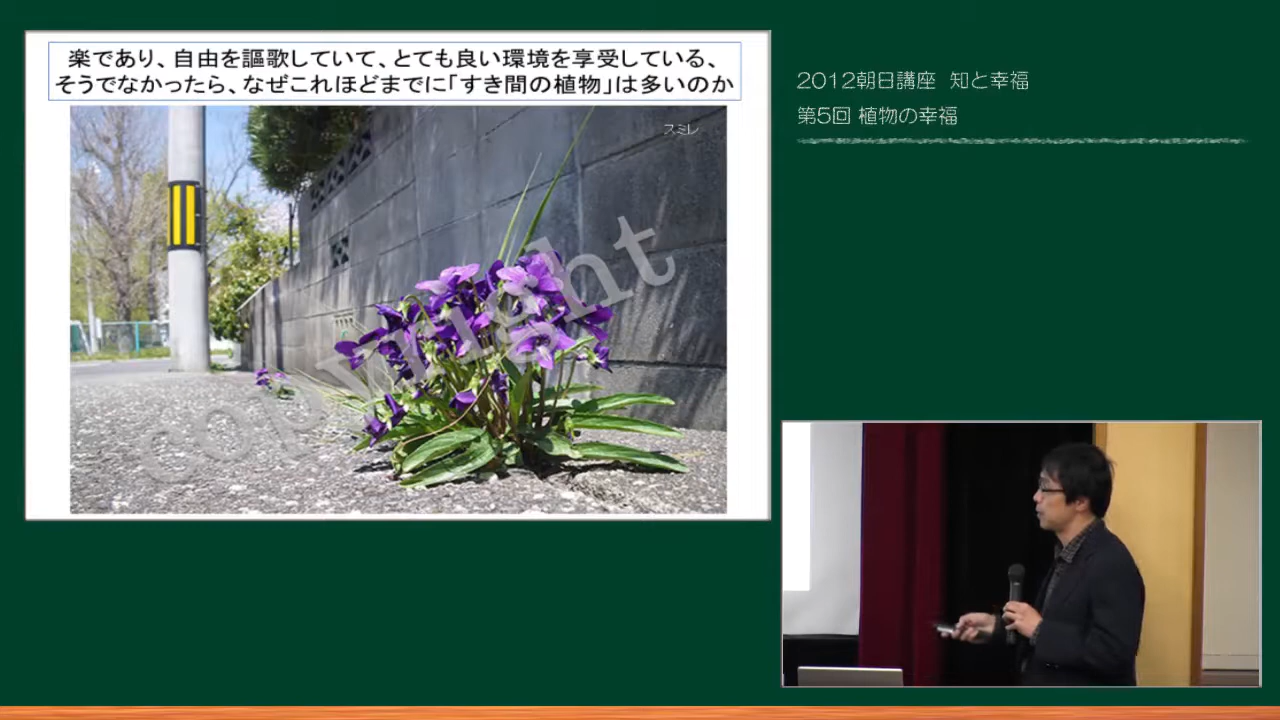 楽であり、自由を謳歌していて、とても良い環境を享受している、
そうでなかったら、なぜこれほどまでに「すき間の植物」は多いのか
スミレ
copyright
2012朝日講座 知と幸福
第5回 植物の幸福